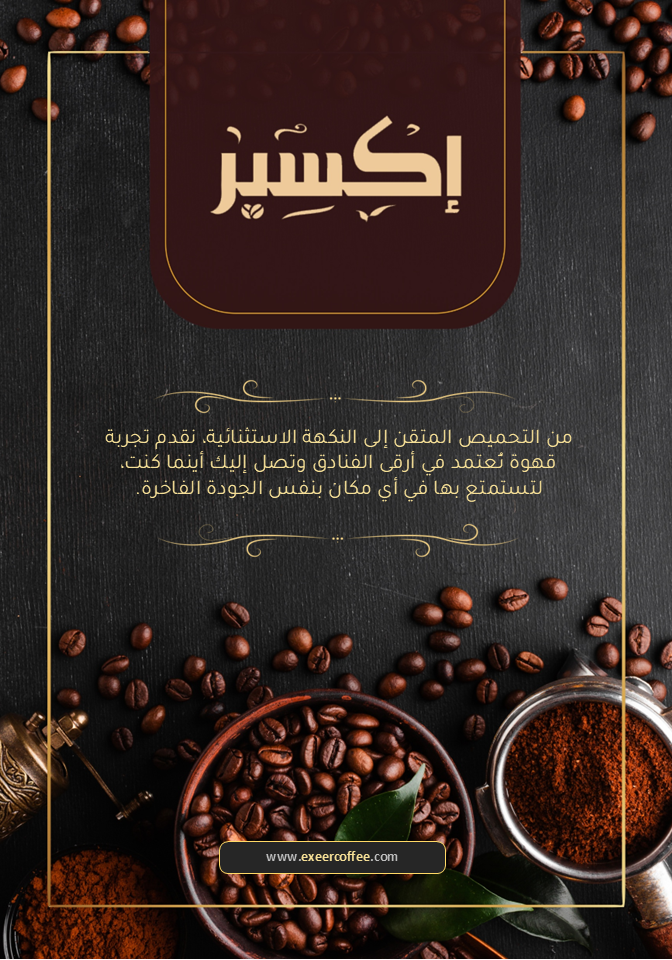 إكسير
من التحميص المتقن إلى النكهة الاستثنائية، نقدم تجربة
قهوة تُعتمد في أرقى الفنادق وتصل إليك أينما كنت،
لتستمتع بها في أي مكان بنفس الجودة الفاخرة.
www.exeercoffee.com